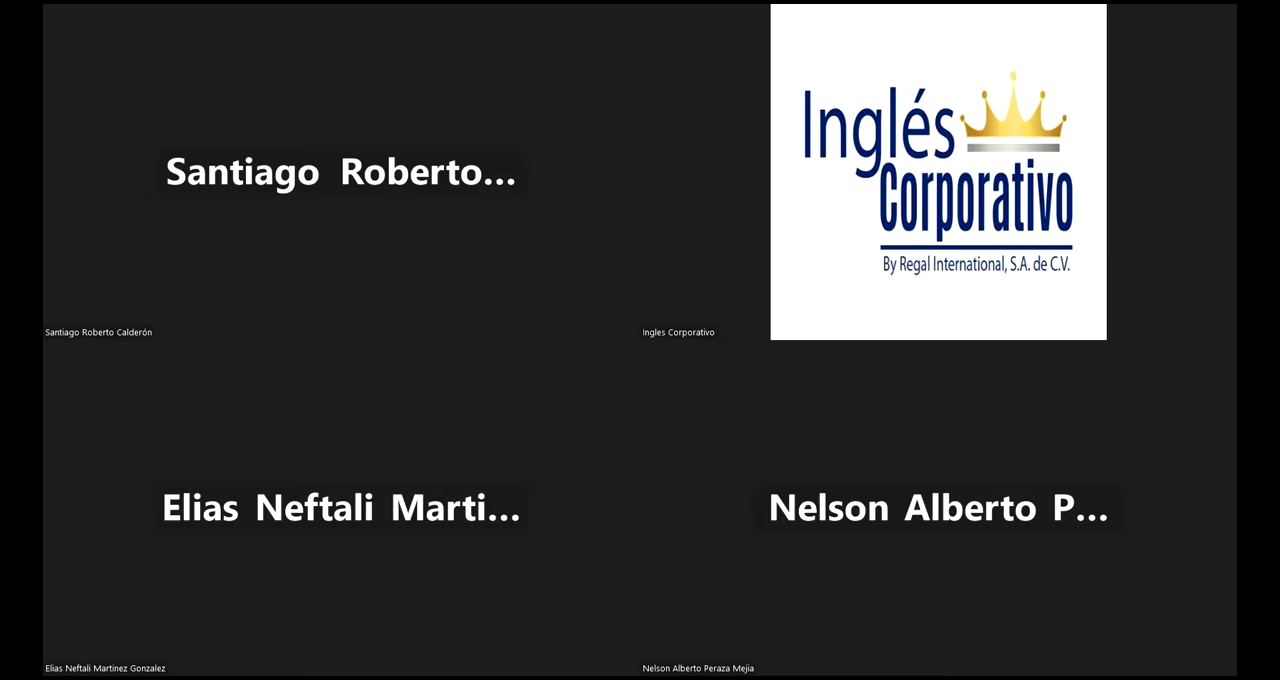 Santiago Roberto...
Santiago Roberto Calderón
Inglés
Corporativo
By Regal International, S.A. de C.V.
Ingles Corporativo
Elias Neftali Marti...
Elias Neftali Martinez Gonzalez
Nelson Alberto P...
Nelson Alberto Peraza Mejia